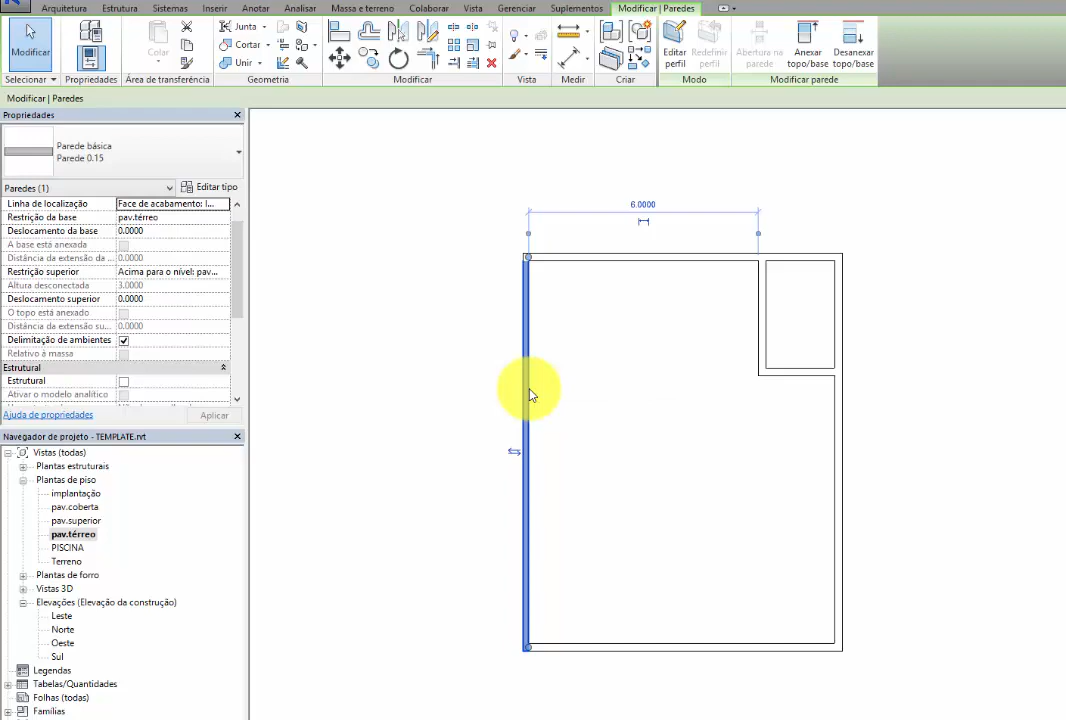 Arquitetura Estrutura Sistemas Inserir Anotar Analisar Massa e terreno Colaborar Vista Gerenciar Suplementos Modificar | Paredes
Modificar
Colar
Junta
Cortar
Unir
Editar perfil
Redefinir perfil
Abertura na parede
Anexar topo/base
Desanexar topo/base
Selecionar Propriedades Área de transferência Geometria Modificar Vista Medir Criar Modo Modificar parede
Modificar | Paredes
Propriedades
Parede básica
Parede 0.15
Paredes (1) Editar tipo
Linha de localização Face de acabamento: I...
Restrição da base pav.térreo
Deslocamento da base 0.0000
A base está anexada
Distância da extensão da ... 0.0000
Restrição superior Acima para o nível: pav...
Altura desconectada 3.0000
Deslocamento superior 0.0000
O topo está anexado
Distância da extensão su... 0.0000
Delimitação de ambientes
Relativo à massa
Estrutural
Estrutural
Ativar o modelo analítico
Ajuda de propriedades Aplicar
Navegador de projeto - TEMPLATE.rvt
Vistas (todas)
Plantas estruturais
Plantas de piso
implantação
pav.coberta
pav.superior
pav.térreo
PISCINA
Terreno
Plantas de forro
Vistas 3D
Elevações (Elevação da construção)
Leste
Norte
Oeste
Sul
Legendas
Tabelas/Quantidades
Folhas (todas)
Famílias
6.0000